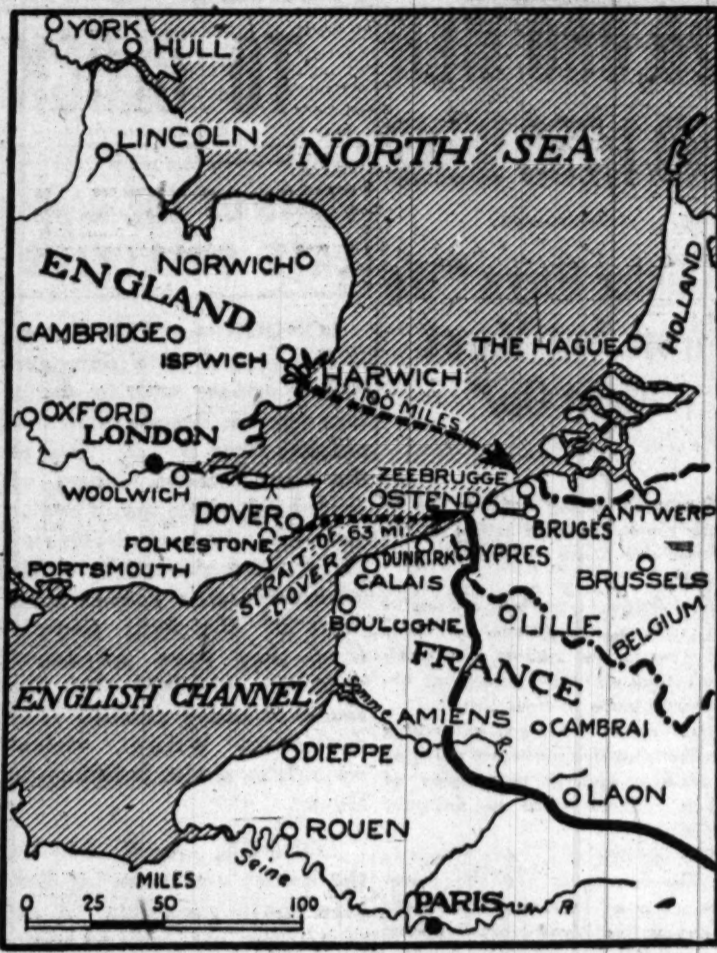 YORK
HULL
LINCOLN
NORTH SEA
ENGLAND
NORWICH
HOLLAND
CAMBRIDGE
ISPWICH
THE HAGUE
HARWICH
100 MILES
OXFORD
LONDON
ZEEBRUGGE
WOOLWICH
OSTEND
ANTWERP
DOVER
BRUGES
63 MI.
FOLKESTONE
STRAIT OF
DOVER
DUNKIRK
YPRES
PORTSMOUTH
CALAIS
BRUSSELS
BOULOGNE
LILLE
BELGIUM
FRANCE
ENGLISH CHANNEL
Somme
AMIENS
CAMBRAI
DIEPPE
LAON
ROUEN
Seine
MILES
0 25 50 100
PARIS
R